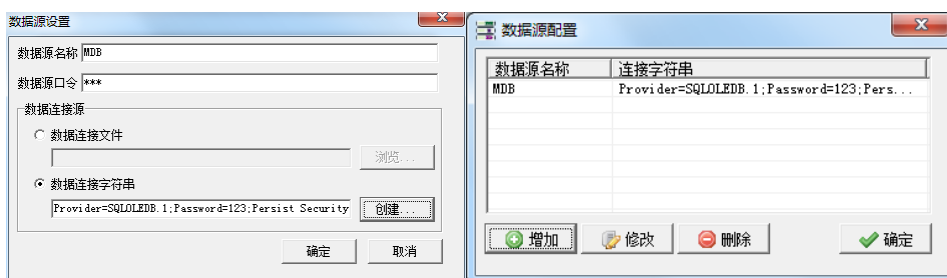 数据源设置
数据源名称 MDB
数据源口令 ***
数据连接源
数据连接文件
浏览...
数据连接字符串
Provider=SQLOLEDB.1;Password=123;Persist Security
创建...
确定
取消
数据源配置
数据源名称 连接字符串
MDB Provider=SQLOLEDB.1;Password=123;Pers...
增加 修改 删除 确定